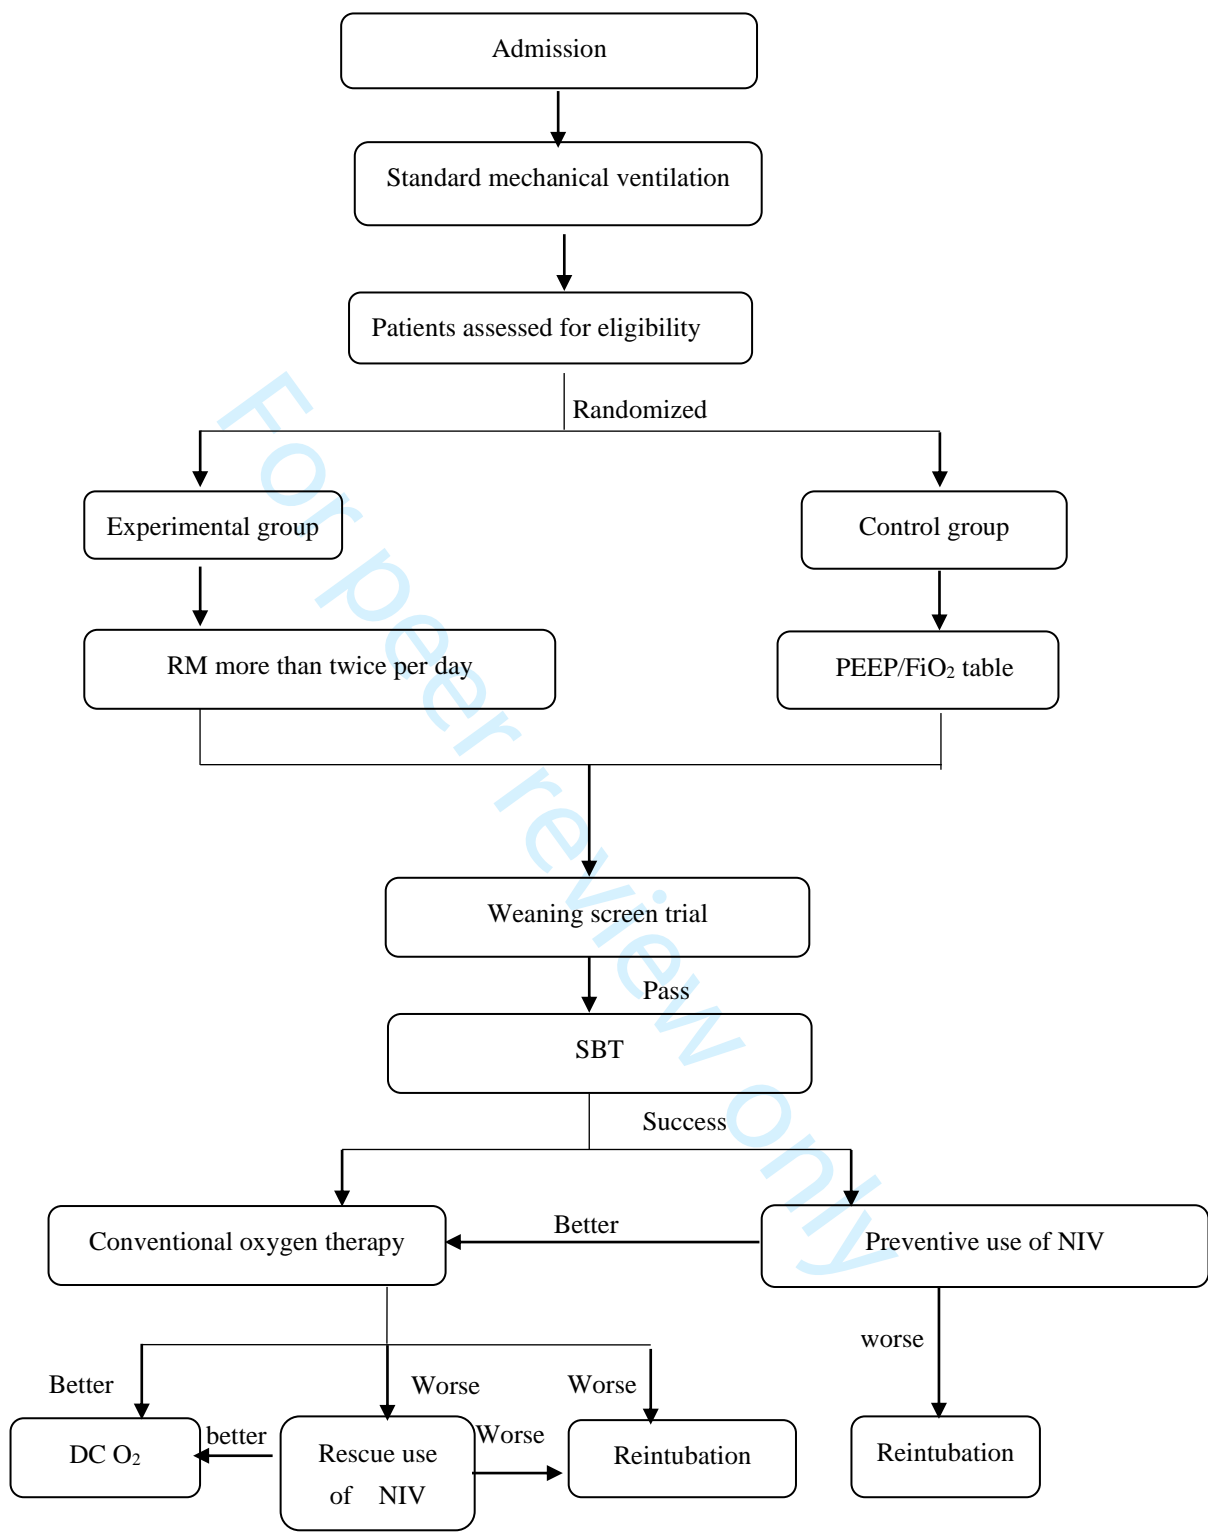 Admission
Standard mechanical ventilation
Patients assessed for eligibility
Randomized
Experimental group
Control group
RM more than twice per day
PEEP/FiO₂ table
Weaning screen trial
Pass
SBT
Success
Conventional oxygen therapy
Better
Preventive use of NIV
worse
Better
Worse
Worse
DC O₂
better
Rescue use
of NIV
Worse
Reintubation
Reintubation
For peer review only